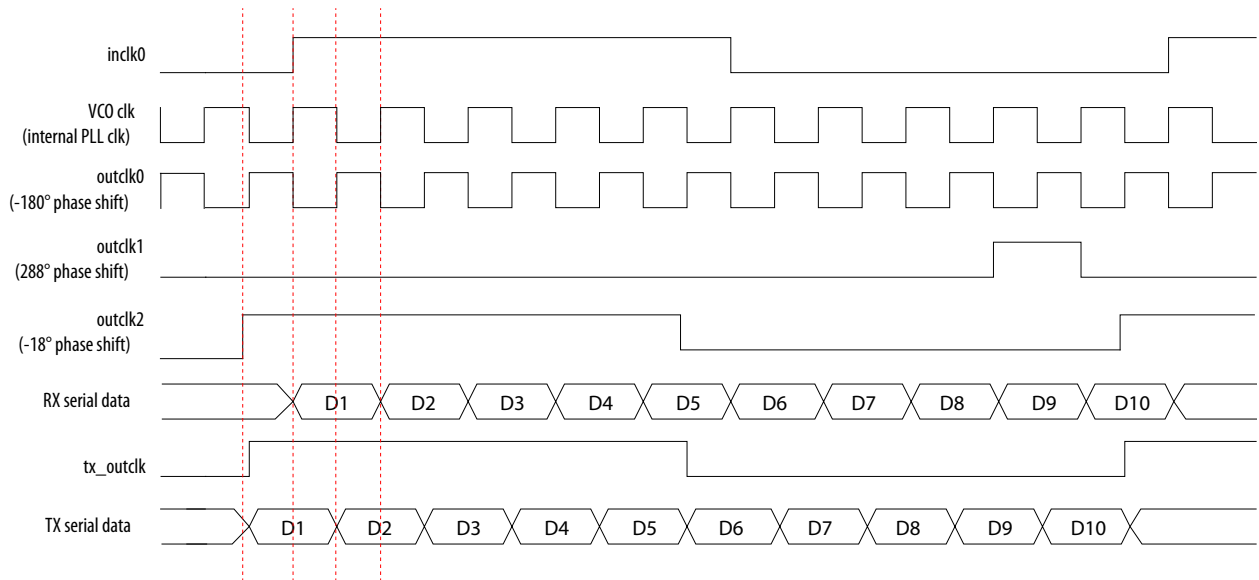 inclk0
VCO clk
(internal PLL clk)
outclk0
(-180° phase shift)
outclk1
(288° phase shift)
outclk2
(-18° phase shift)
RX serial data
D1 D2 D3 D4 D5 D6 D7 D8 D9 D10
tx_outclk
TX serial data
D1 D2 D3 D4 D5 D6 D7 D8 D9 D10